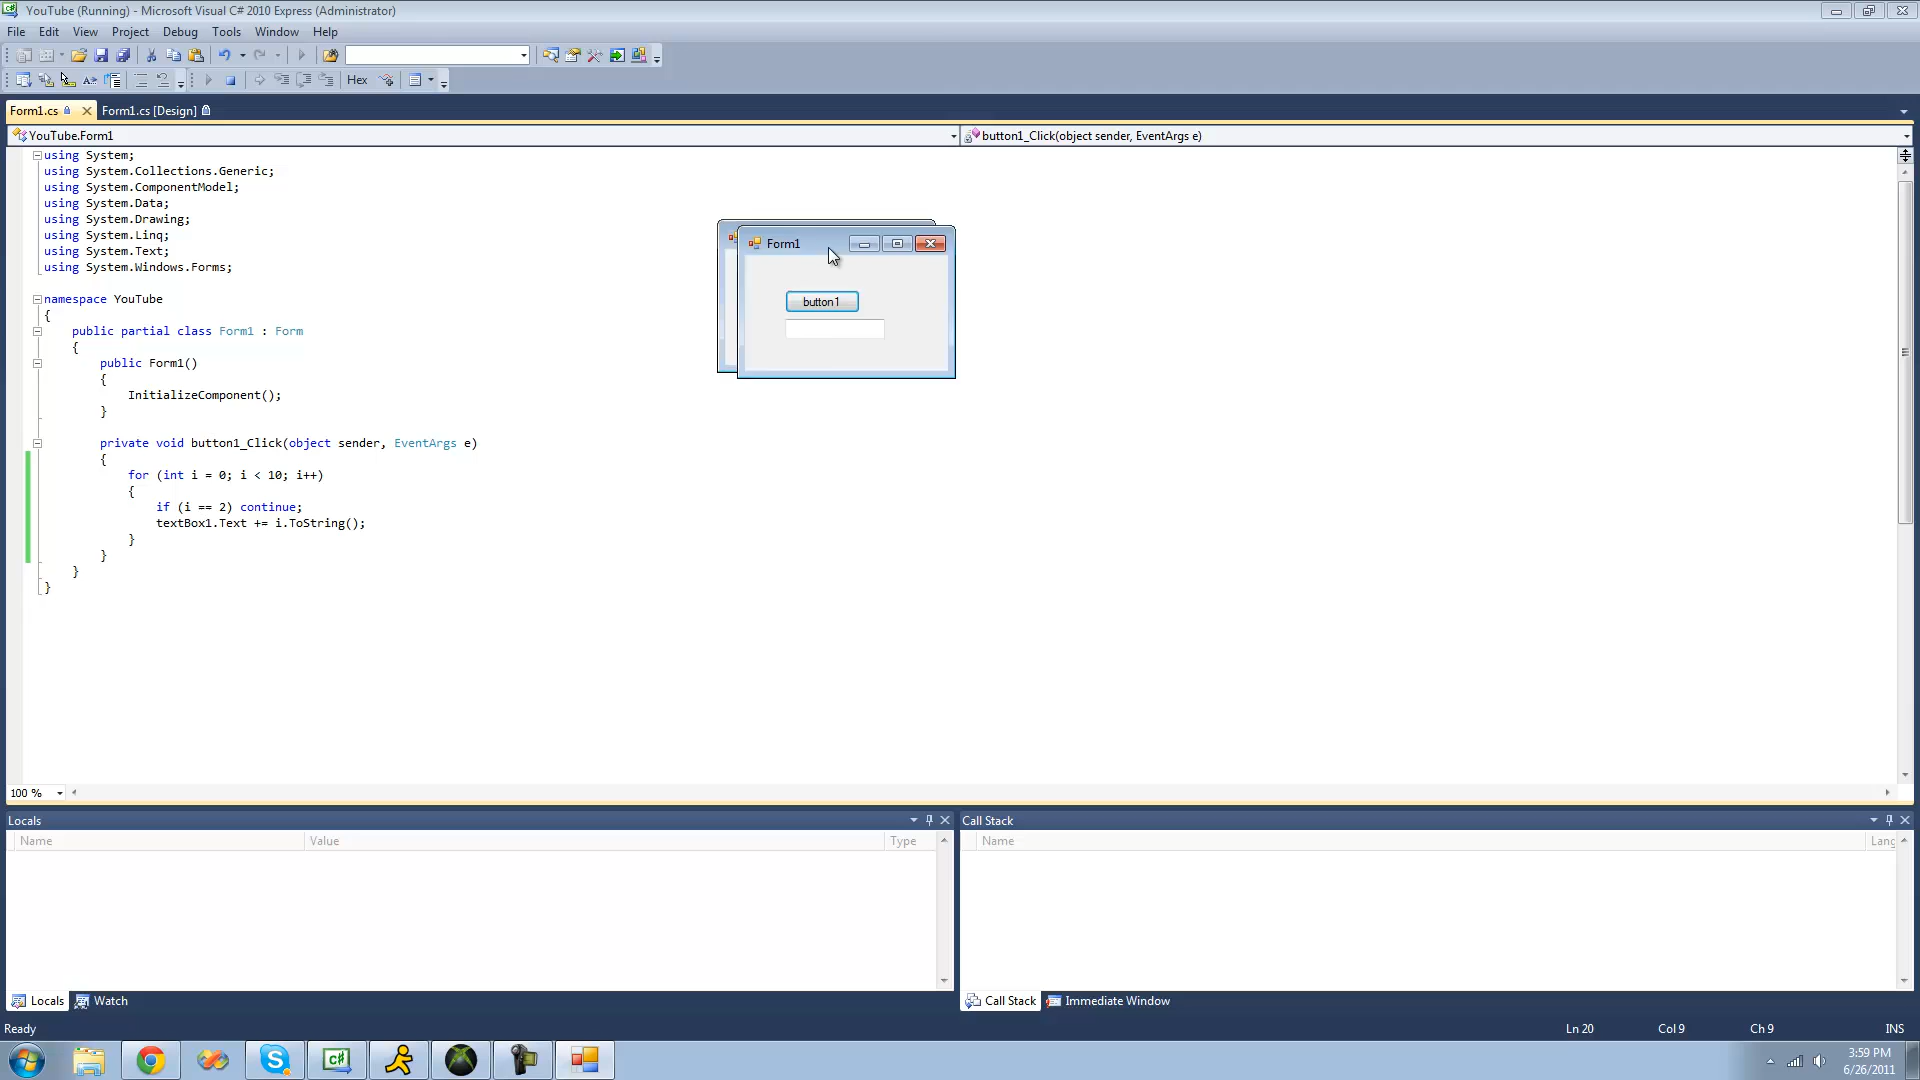 YouTube (Running) - Microsoft Visual C# 2010 Express (Administrator)
File Edit View Project Debug Tools Window Help
Hex
Form1.cs Form1.cs [Design]
YouTube.Form1 button1_Click(object sender, EventArgs e)
using System;
using System.Collections.Generic;
using System.ComponentModel;
using System.Data;
using System.Drawing;
using System.Linq;
using System.Text;
using System.Windows.Forms;
namespace YouTube
{
public partial class Form1 : Form
{
public Form1()
{
InitializeComponent();
}
private void button1_Click(object sender, EventArgs e)
{
for (int i = 0; i < 10; i++)
{
if (i == 2) continue;
textBox1.Text += i.ToString();
}
}
}
}
Form1
button1
100 %
Locals
Name Value Type
Locals Watch
Call Stack
Name Lang
Call Stack Immediate Window
Ready Ln 20 Col 9 Ch 9 INS
3:59 PM
6/26/2011